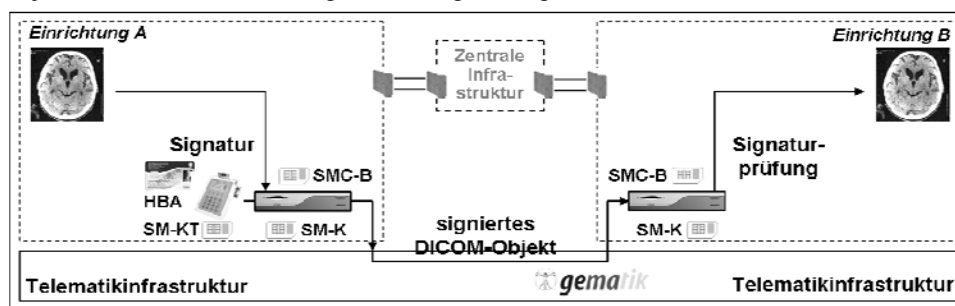 Einrichtung A
Einrichtung B
Zentrale
Infra-
struktur
Signatur
Signatur-
prüfung
SMC-B
SMC-B
HBA
SM-KT
SM-K
SM-K
signiertes
DICOM-Objekt
Telematikinfrastruktur
gematik
Telematikinfrastruktur